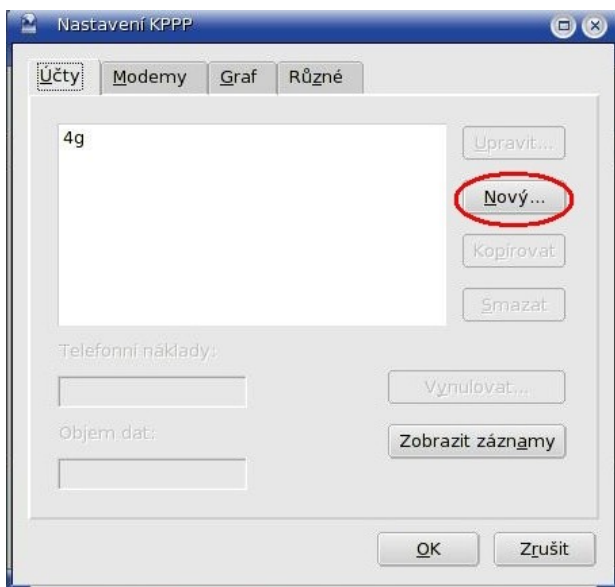 Nastavení KPPP
Účty Modemy Graf Různé
4g
Upravit...
Nový...
Kopírovat
Smazat
Telefonní náklady:
Vynulovat...
Objem dat:
Zobrazit záznamy
OK Zrušit